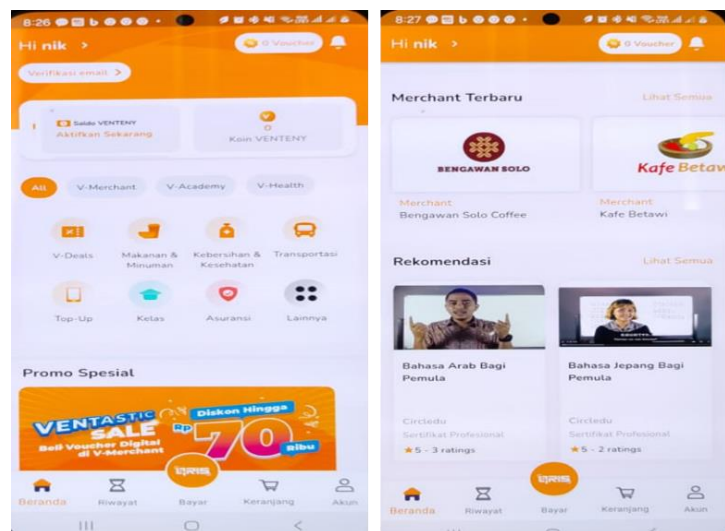 8:26
Hi nik >
0 Voucher
Verifikasi email >
Saldo VENTENY
Aktifkan Sekarang
0
Koin VENTENY
All
V-Merchant
V-Academy
V-Health
V-Deals
Makanan &
Minuman
Kebersihan &
Kesehatan
Transportasi
Top-Up
Kelas
Asuransi
Lainnya
Promo Spesial
VENTASTIC
SALE
Beli Voucher Digital
di V-Merchant
Diskon Hingga
Rp 70
Ribu
Beranda
Riwayat
Bayar
Keranjang
Akun
8:27
Hi nik >
0 Voucher
Merchant Terbaru
Lihat Semua
BENGAWAN SOLO
Kafe Betaw
Merchant
Bengawan Solo Coffee
Merchant
Kafe Betawi
Rekomendasi
Lihat Semua
Bahasa Arab Bagi
Pemula
Bahasa Jepang Bagi
Pemula
Circledu
Sertifikat Profesional
★5 - 3 ratings
Circledu
Sertifikat Profesional
★5 - 2 ratings
Beranda
Riwayat
Bayar
Keranjang
Akun